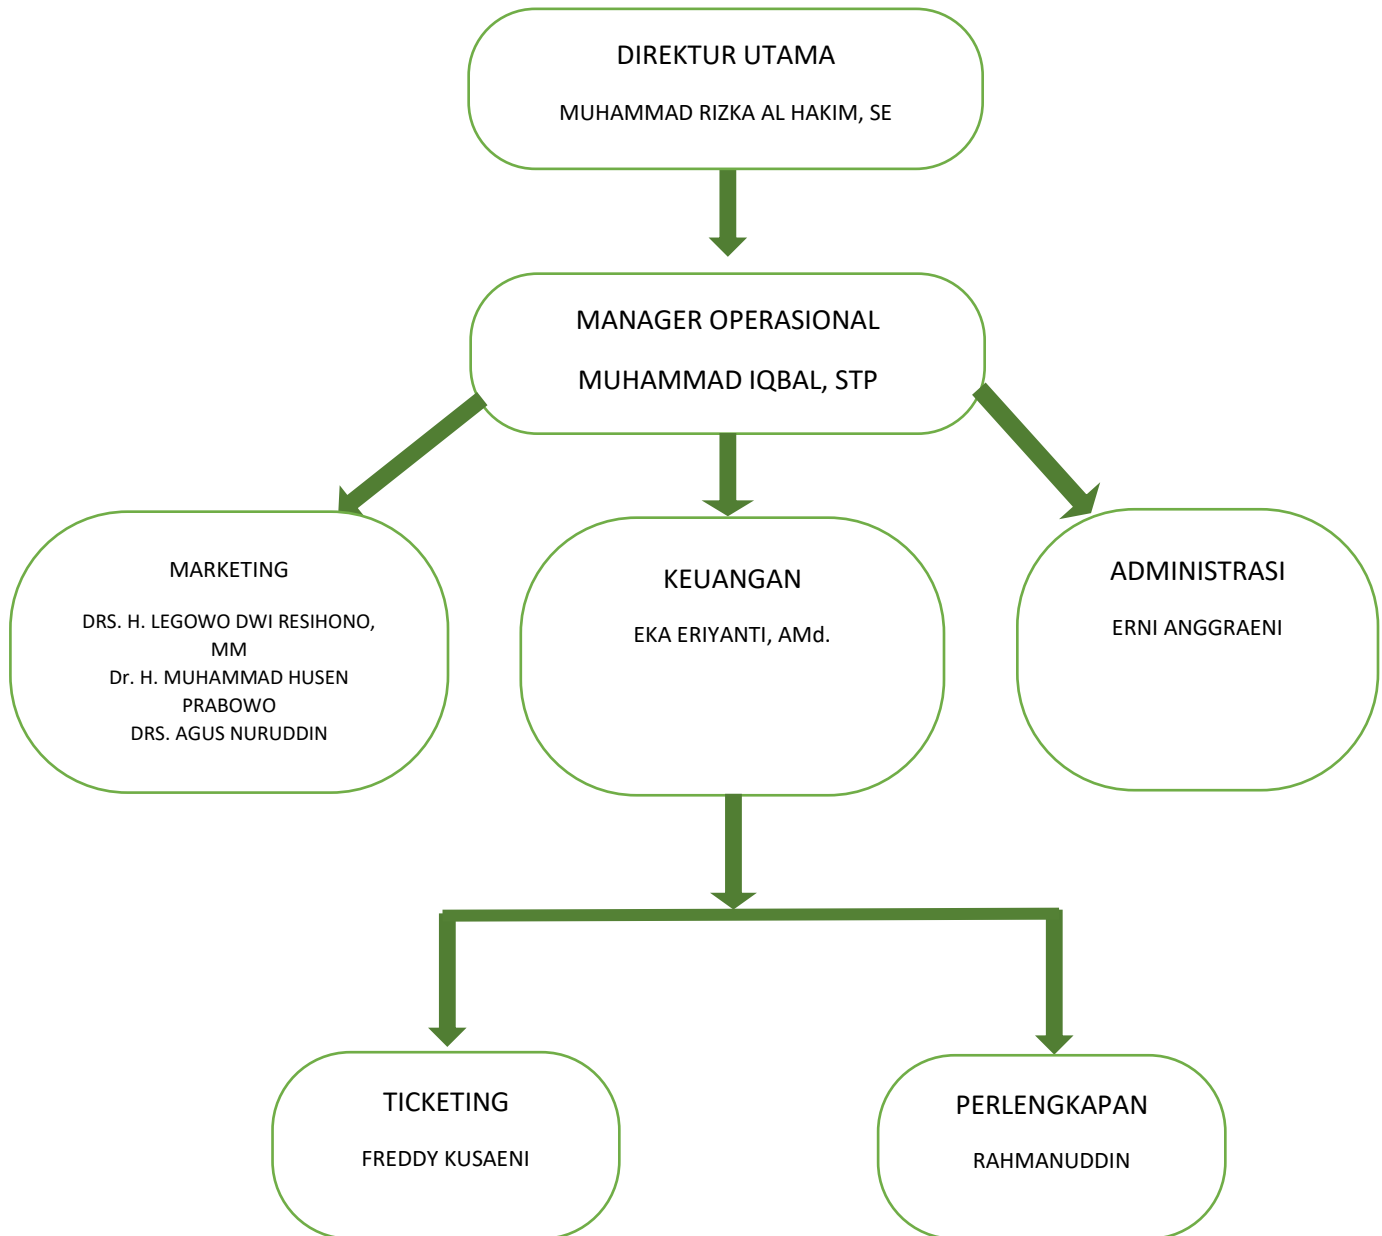 DIREKTUR UTAMA
MUHAMMAD RIZKA AL HAKIM, SE
MANAGER OPERASIONAL
MUHAMMAD IQBAL, STP
MARKETING
DRS. H. LEGOWO DWI RESIHONO,
MM
Dr. H. MUHAMMAD HUSEN
PRABOWO
DRS. AGUS NURUDDIN
KEUANGAN
EKA ERIYANTI, AMd.
ADMINISTRASI
ERNI ANGGRAENI
TICKETING
FREDDY KUSAENI
PERLENGKAPAN
RAHMANUDDIN